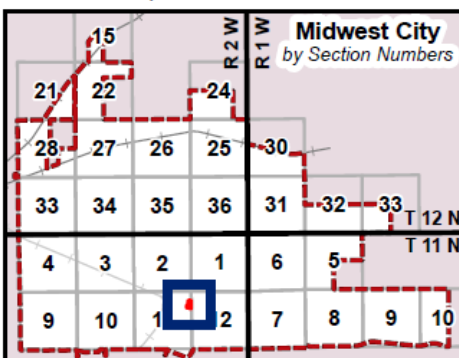 Midwest City
by Section Numbers
R 2 W
R 1 W
15
21 22 24
28 27 26 25 30
33 34 35 36 31 32 33
T 12 N
T 11 N
4 3 2 1 6 5
9 10 7 8 9 10